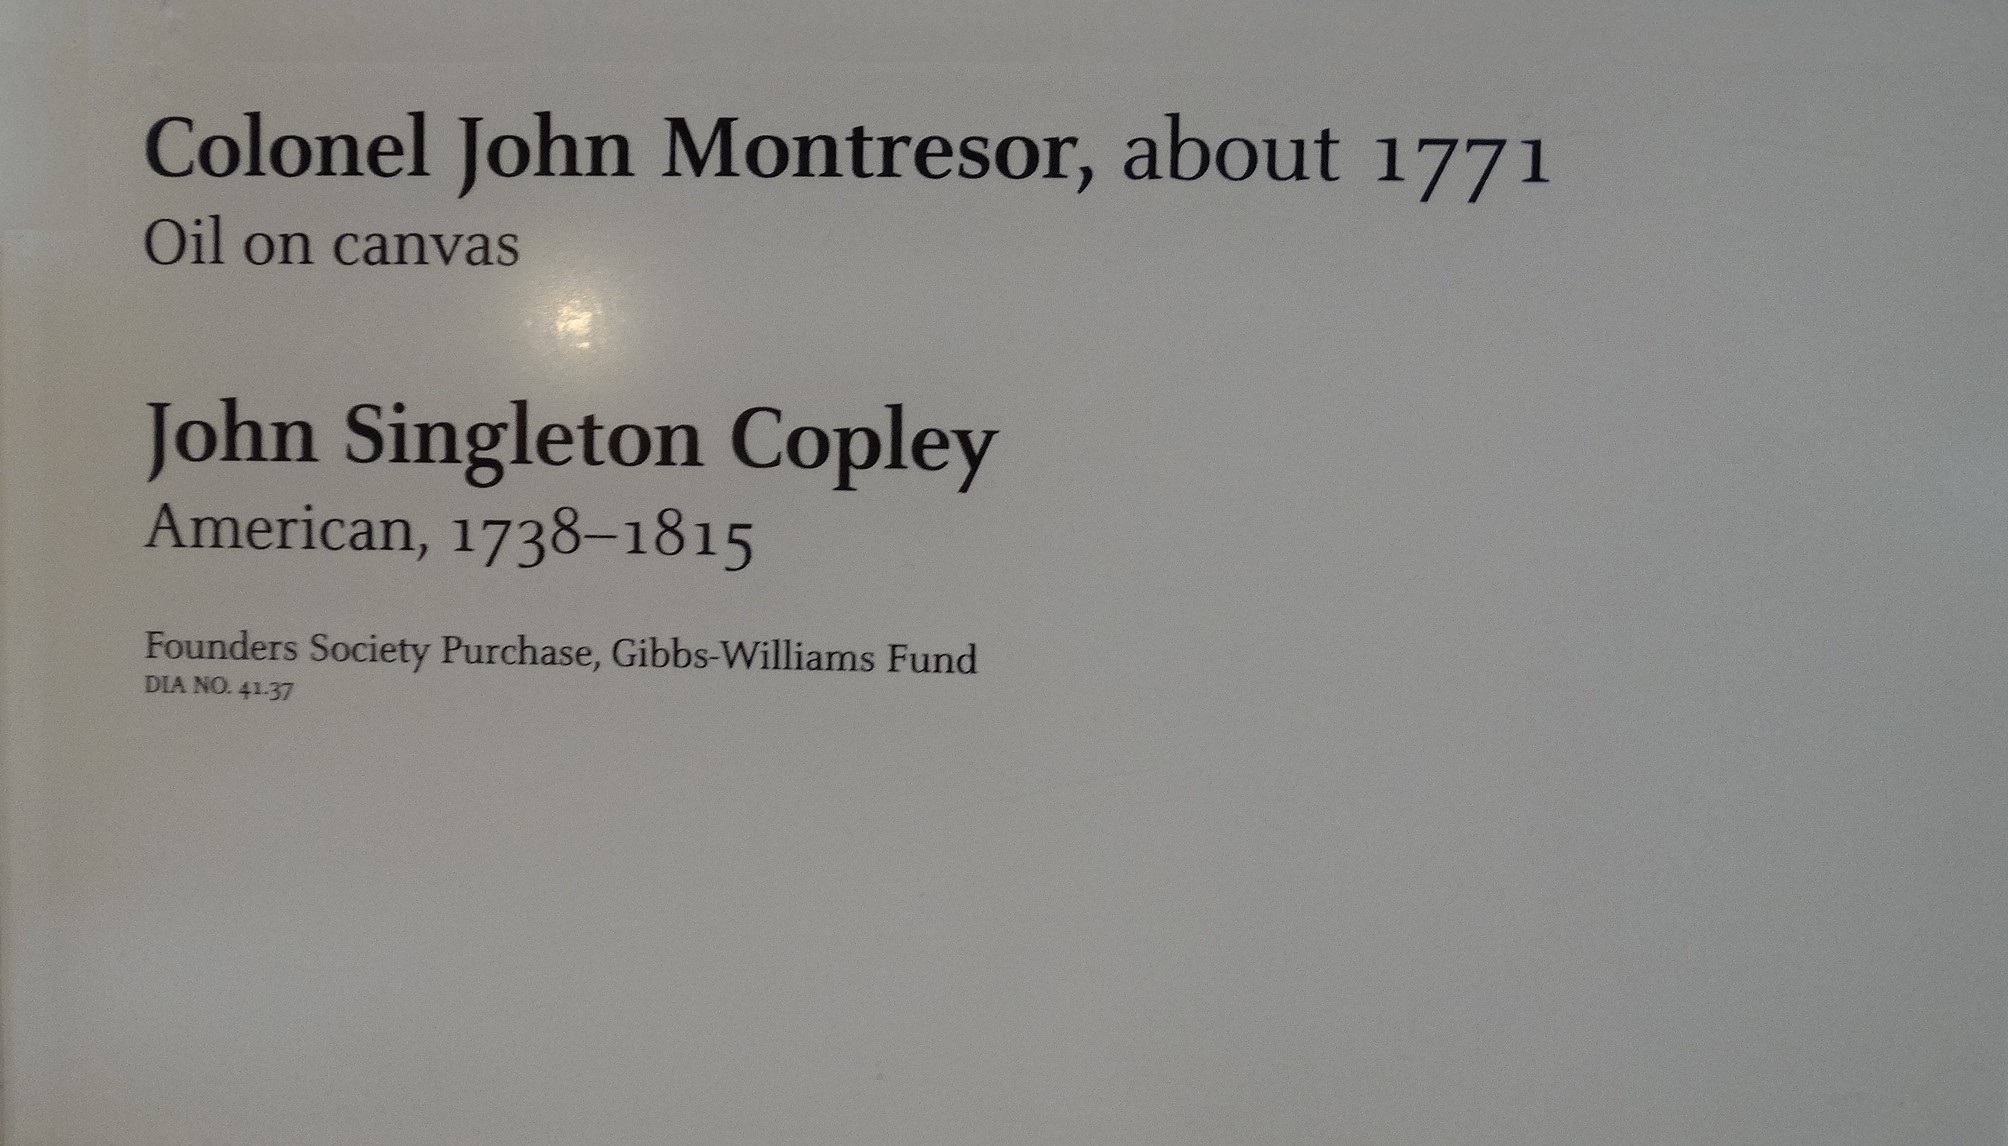 Colonel John Montresor, about 1771
Oil on canvas
John Singleton Copley
American, 1738–1815
Founders Society Purchase, Gibbs-Williams Fund
DIA NO. 41.37